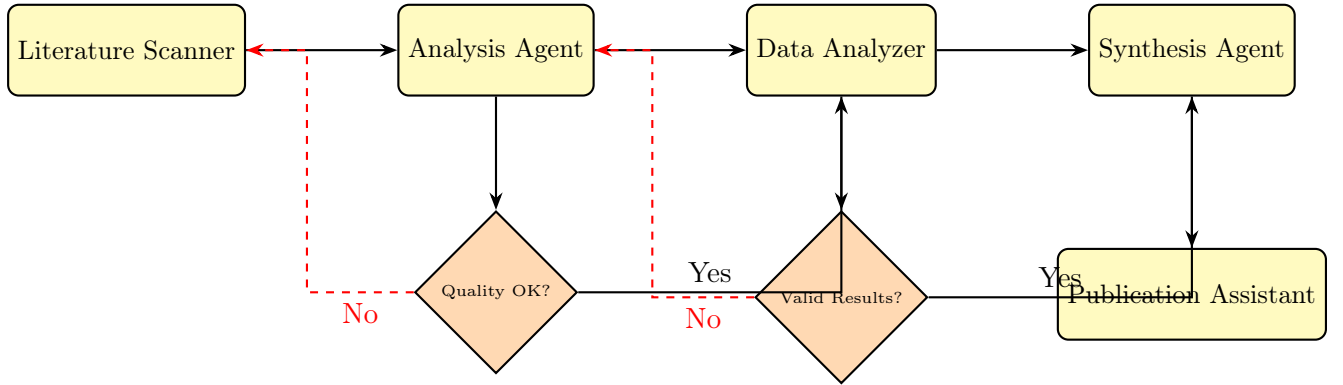 Literature Scanner
Analysis Agent
Data Analyzer
Synthesis Agent
Quality OK?
Yes
Valid Results?
Yes
Publication Assistant
No
No